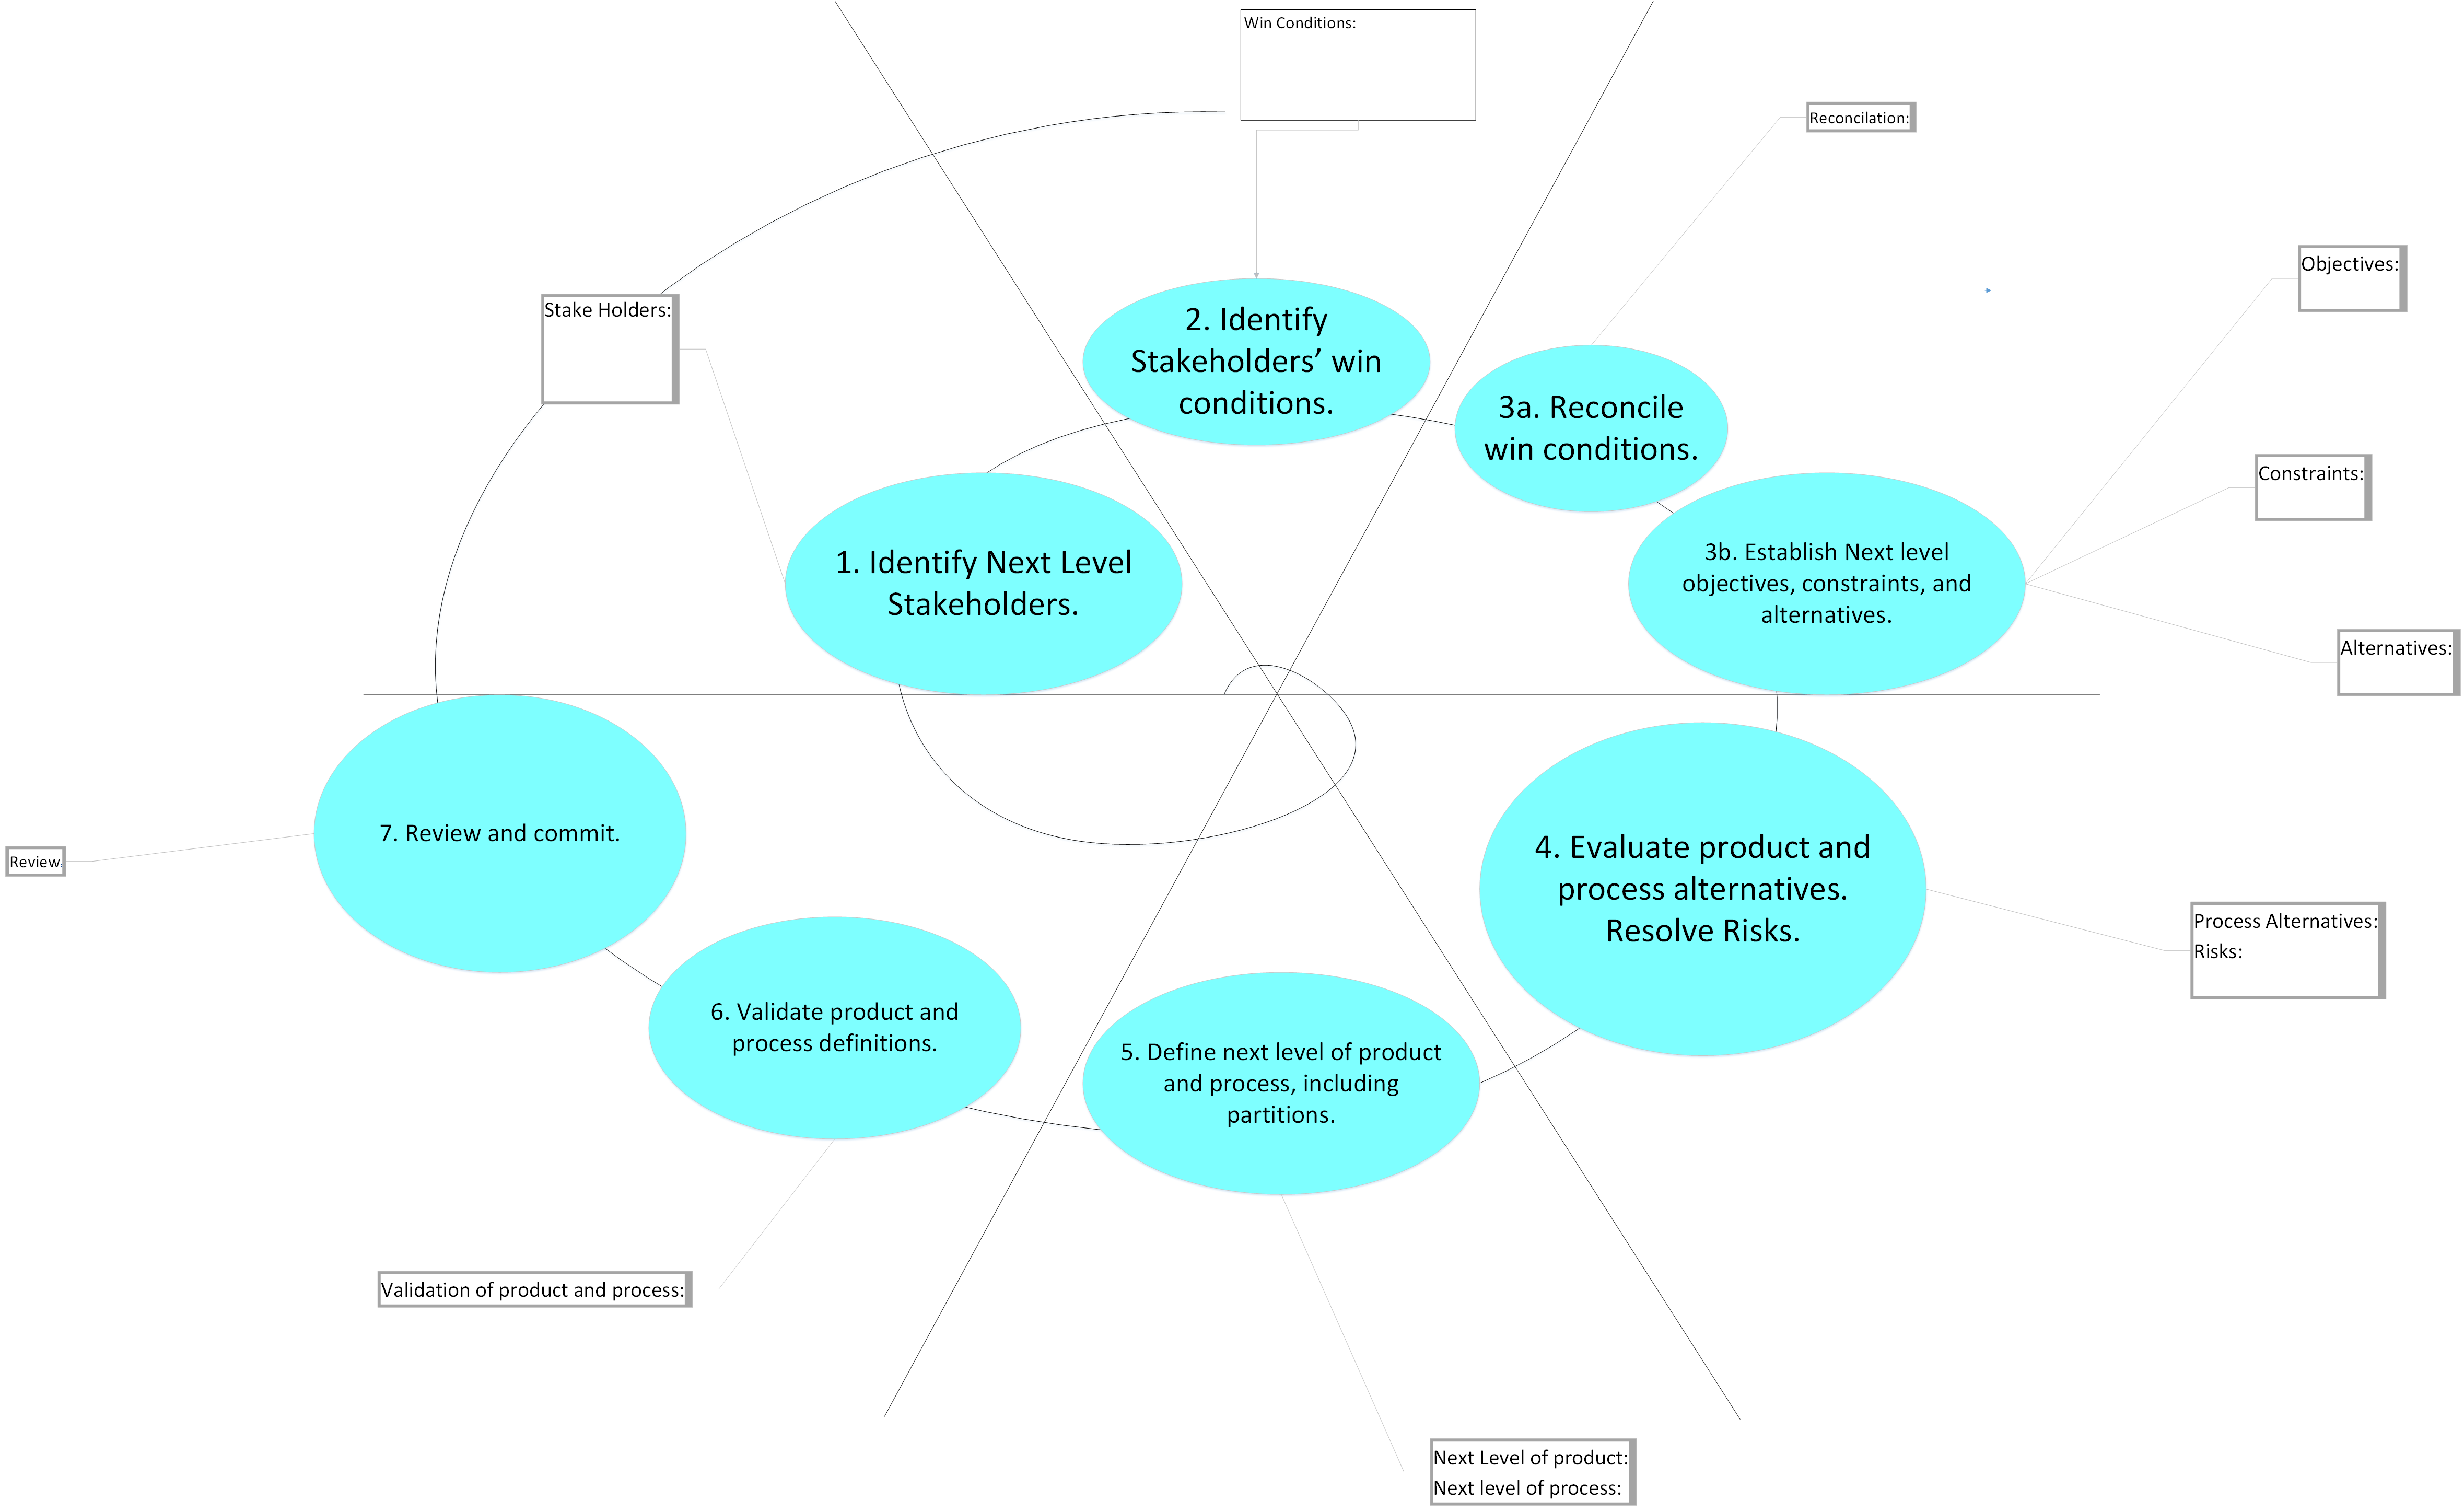 Win Conditions:
Reconcilation:
Objectives:
Stake Holders:
2. Identify
Stakeholders’ win
conditions.
3a. Reconcile
win conditions.
Constraints:
1. Identify Next Level
Stakeholders.
3b. Establish Next level
objectives, constraints, and
alternatives.
Alternatives:
7. Review and commit.
Review:
4. Evaluate product and
process alternatives.
Resolve Risks.
Process Alternatives:
Risks:
6. Validate product and
process definitions.
5. Define next level of product
and process, including
partitions.
Validation of product and process:
Next Level of product:
Next level of process: